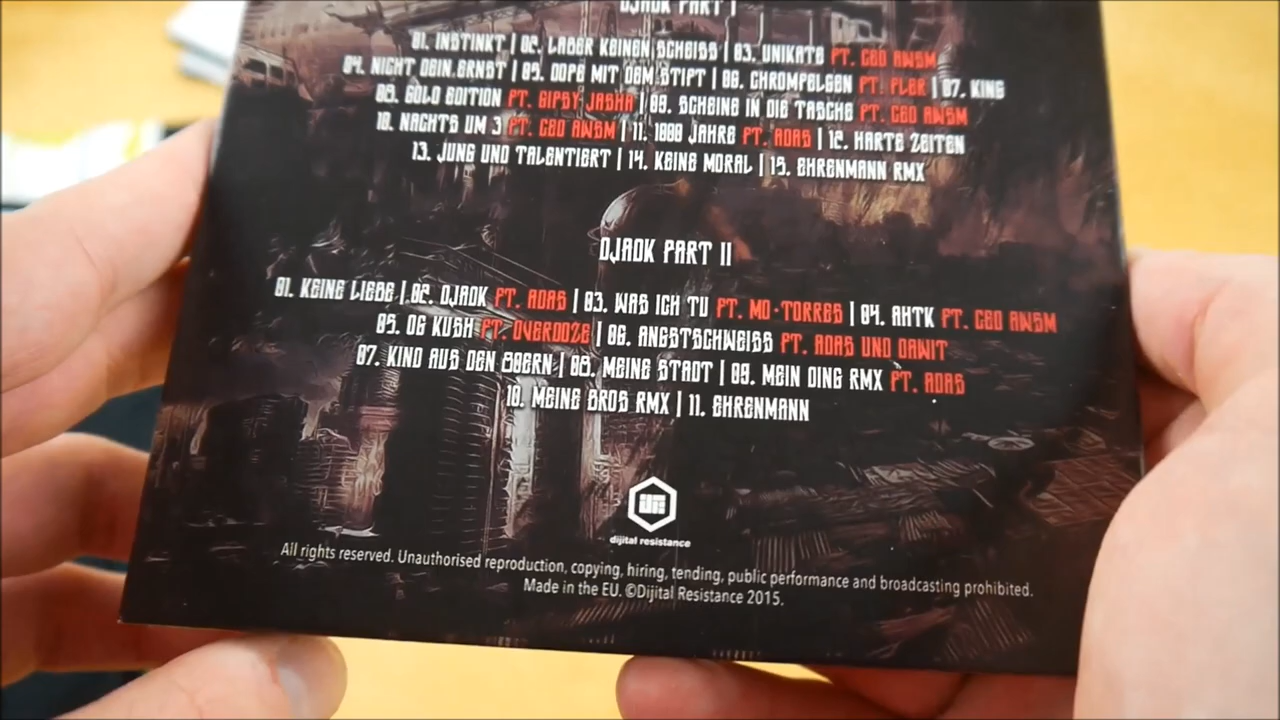 DJADK PART I
01. INSTINKT | 02. LABER KEINEN SCHEISS | 03. UNIKATE FT. CEO AWSM
04. NICHT DEIN ERNST | 05. DOPE MIT DEM STIFT | 06. CHROMFELGEN FT. FLER | 07. KING
08. GOLD EDITION FT. GIPSY JASHA | 09. SCHEINE IN DIE TASCHE FT. CEO AWSM
10. NACHTS UM 3 FT. CEO AWSM | 11. 1000 JAHRE FT. ADAS | 12. HARTE ZEITEN
13. JUNG UND TALENTIERT | 14. KEINE MORAL | 15. EHRENMANN RMX
DJADK PART II
01. KEINE LIEBE | 02. DJADK FT. ADAS | 03. WAS ICH TU FT. MO-TORRES | 04. AHTK FT. CEO AWSM
05. OG KUSH FT. OVERDOZE | 06. ANGSTSCHWEISS FT. ADAS UND DAWIT
07. KIND AUS DEN 80ERN | 08. MEINE STADT | 09. MEIN DING RMX FT. ADAS
10. MEINE BROS RMX | 11. EHRENMANN
dijital resistance
All rights reserved. Unauthorised reproduction, copying, hiring, tending, public performance and broadcasting prohibited.
Made in the EU. ©Dijital Resistance 2015.